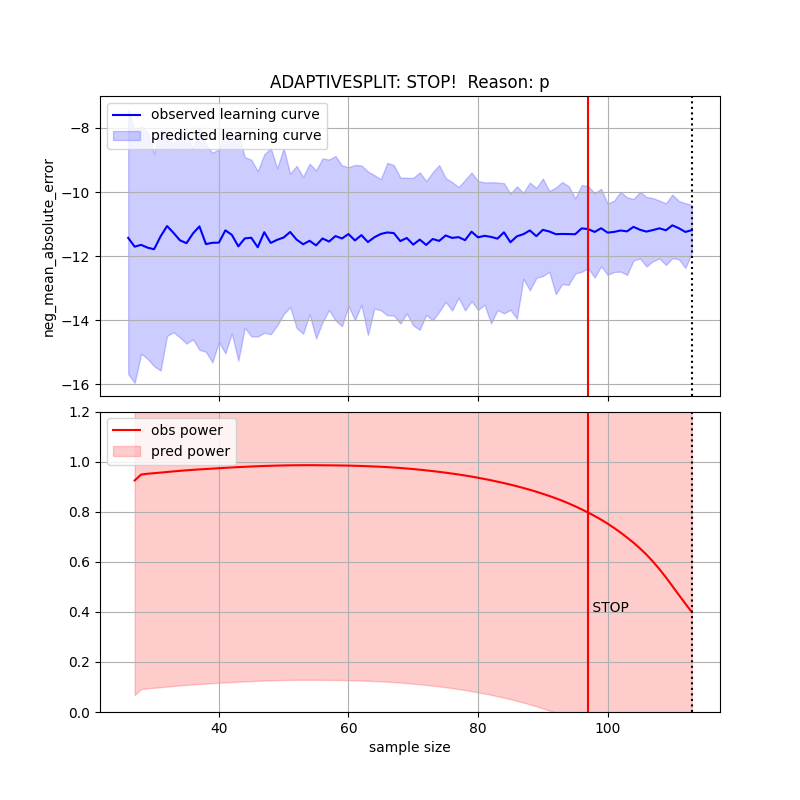 ADAPTIVESPLIT: STOP!  Reason: p
observed learning curve
predicted learning curve
neg_mean_absolute_error
−8
−10
−12
−14
−16
obs power
pred power
1.2
1.0
0.8
0.6
0.4
0.2
0.0
STOP
40 60 80 100
sample size